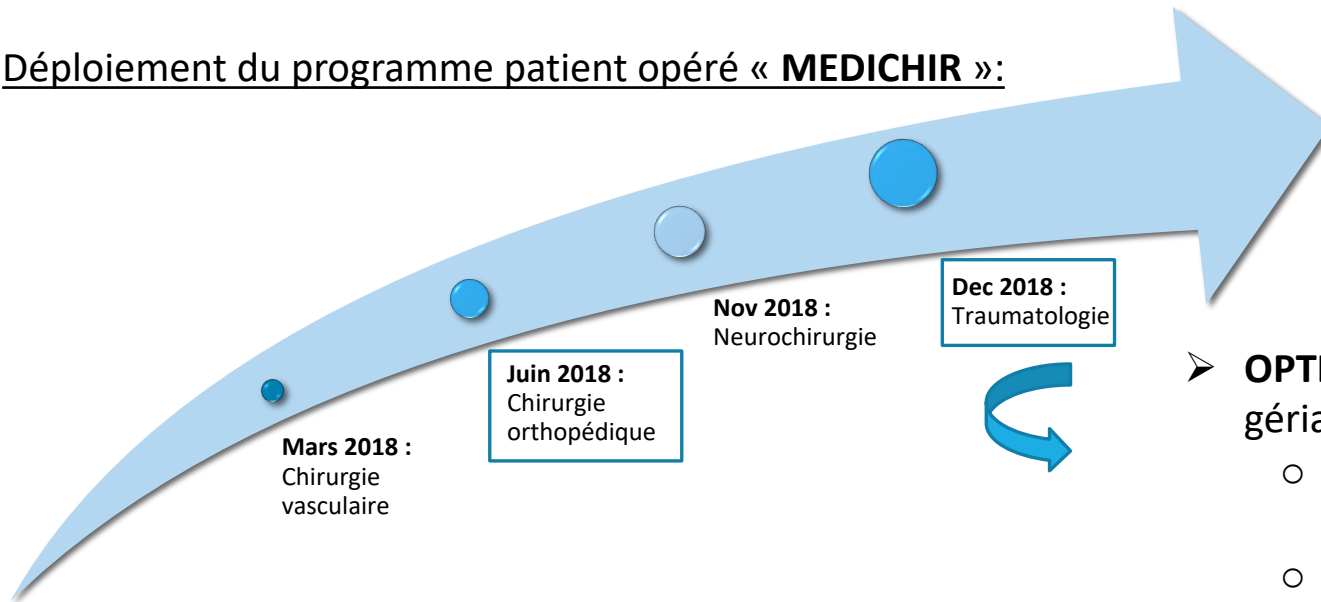 Déploiement du programme patient opéré « MEDICHIR »:
Mars 2018 :
Chirurgie
vasculaire
Juin 2018 :
Chirurgie
orthopédique
Nov 2018 :
Neurochirurgie
Dec 2018 :
Traumatologie